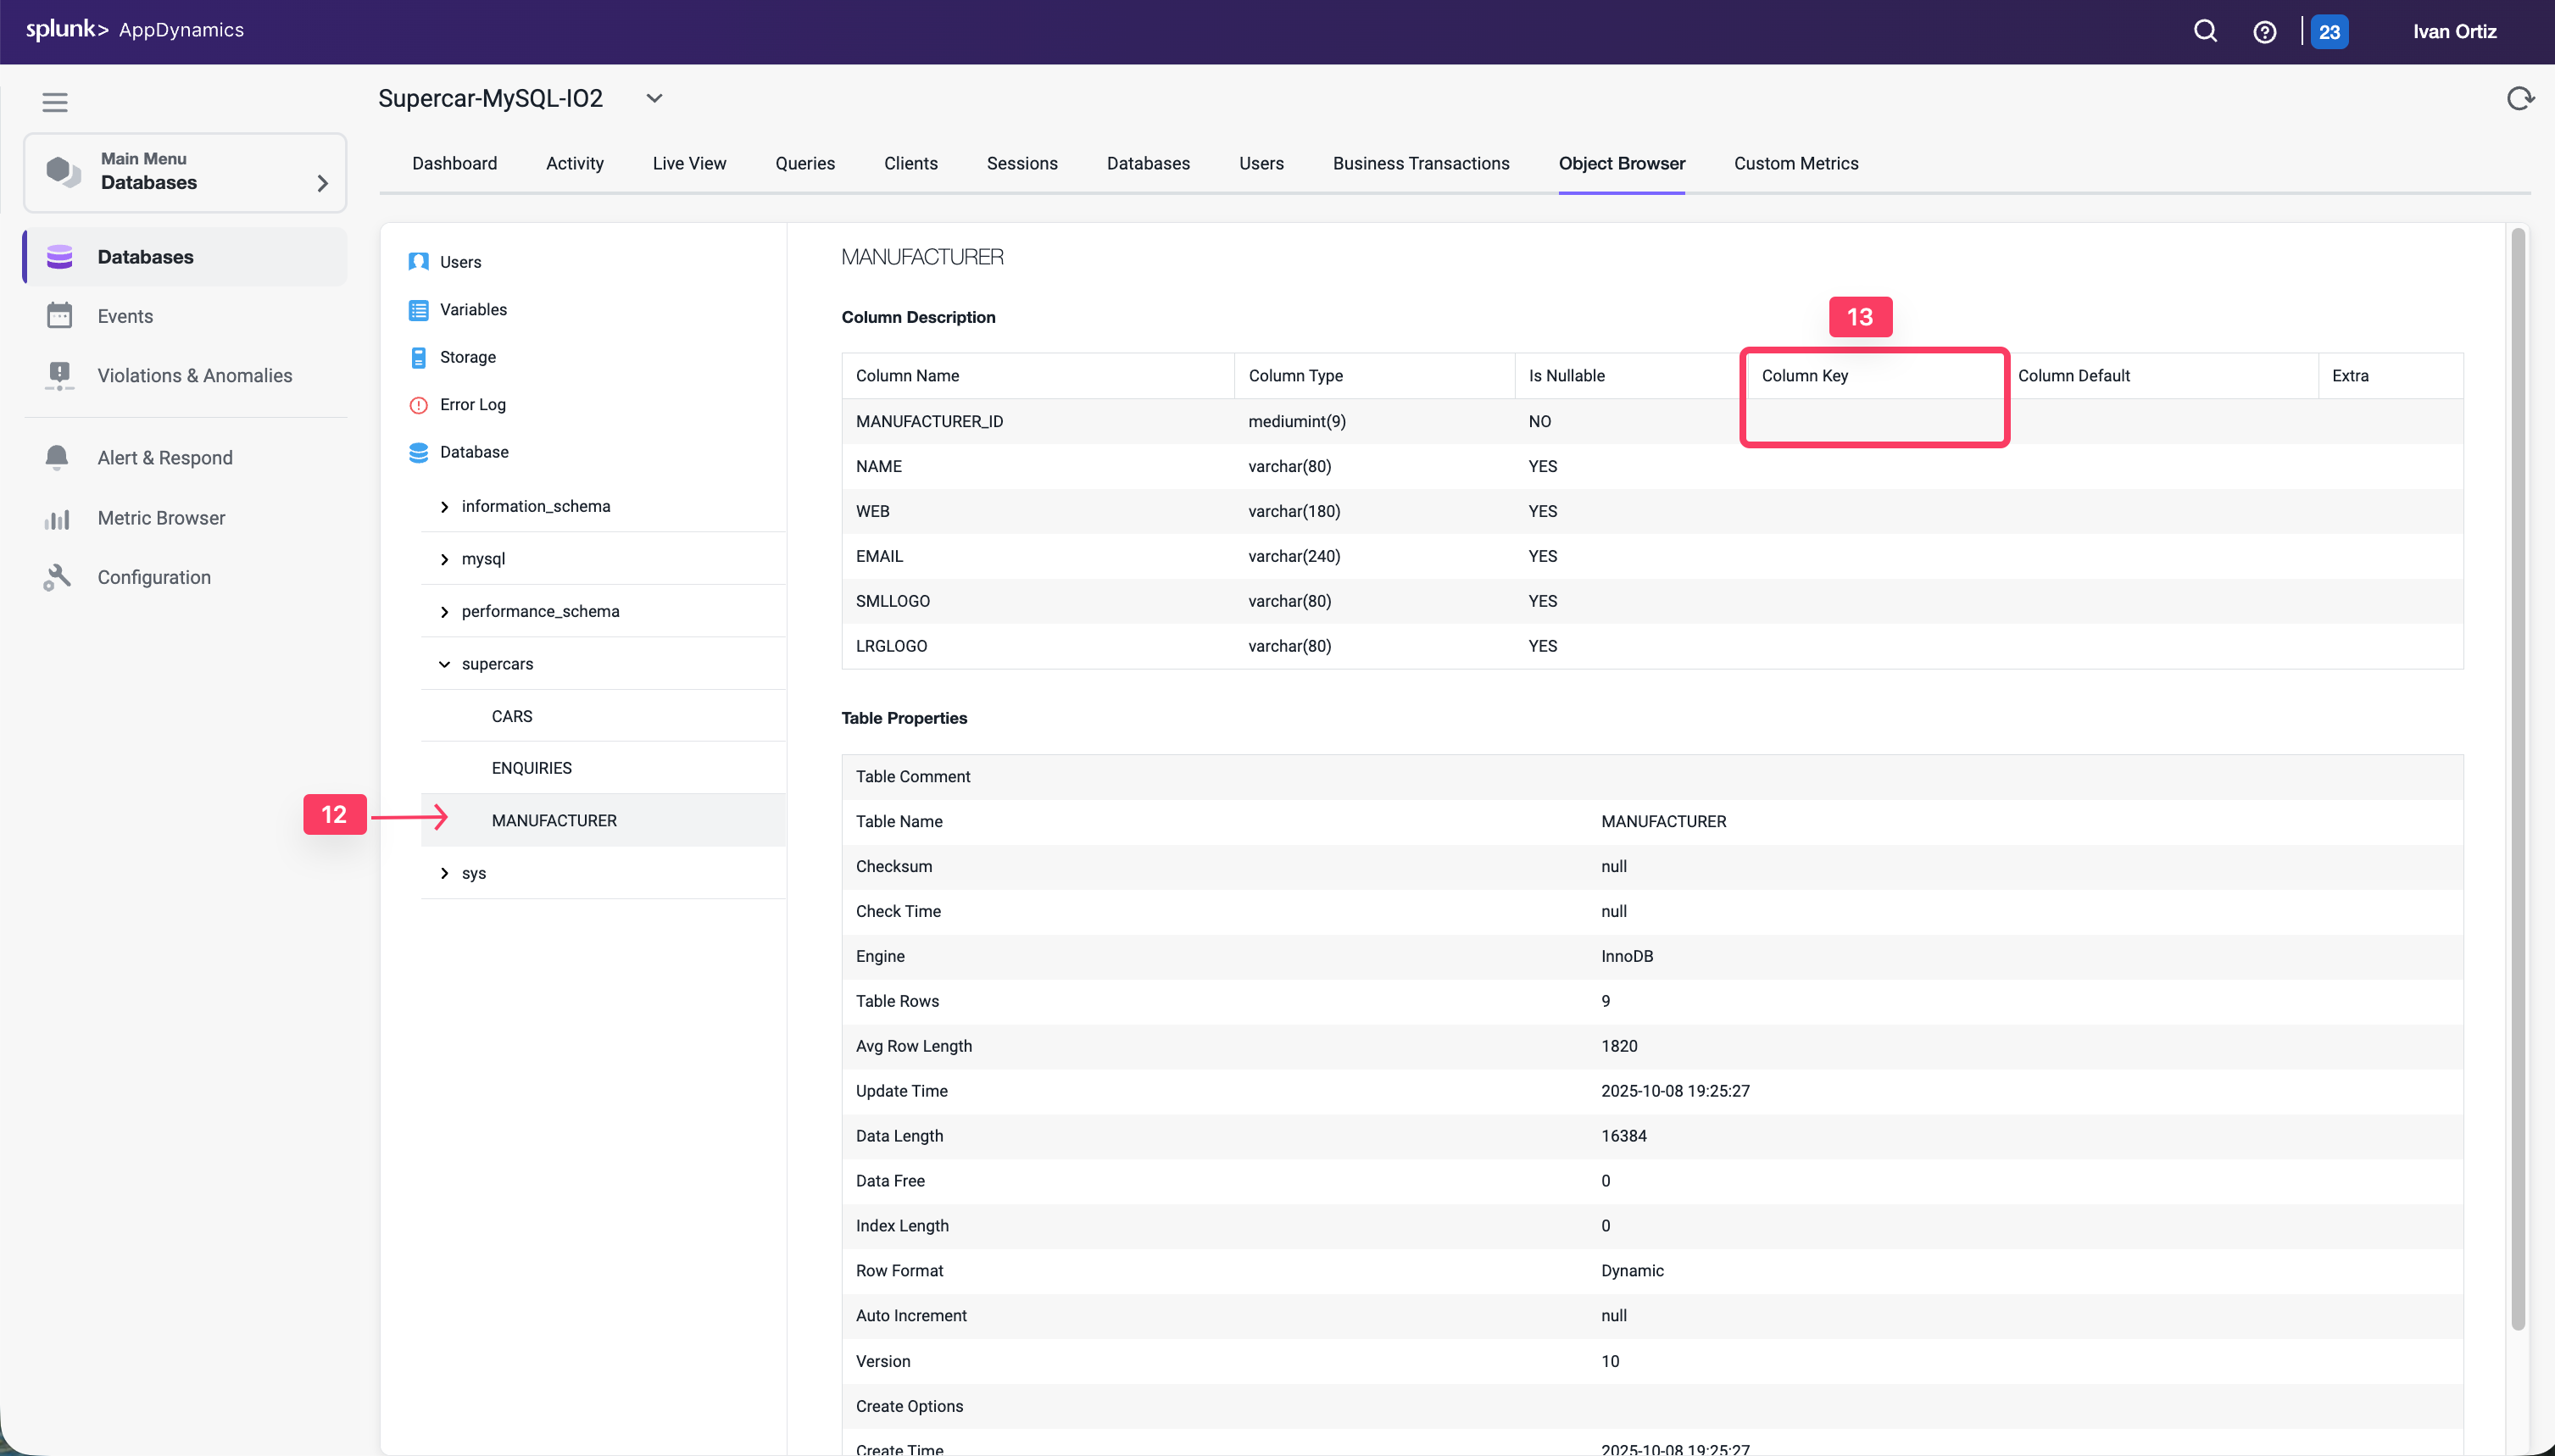 splunk> AppDynamics
23
Ivan Ortiz
Supercar-MySQL-IO2
Main Menu
Databases
Dashboard Activity Live View Queries Clients Sessions Databases Users Business Transactions Object Browser Custom Metrics
Databases
Events
Violations & Anomalies
Alert & Respond
Metric Browser
Configuration
Users
Variables
Storage
Error Log
Database
information_schema
mysql
performance_schema
supercars
CARS
ENQUIRIES
12
MANUFACTURER
sys
MANUFACTURER
Column Description
13
Column Name Column Type Is Nullable Column Key Column Default Extra
MANUFACTURER_ID mediumint(9) NO
NAME varchar(80) YES
WEB varchar(180) YES
EMAIL varchar(240) YES
SMLLOGO varchar(80) YES
LRGLOGO varchar(80) YES
Table Properties
Table Comment
Table Name MANUFACTURER
Checksum null
Check Time null
Engine InnoDB
Table Rows 9
Avg Row Length 1820
Update Time 2025-10-08 19:25:27
Data Length 16384
Data Free 0
Index Length 0
Row Format Dynamic
Auto Increment null
Version 10
Create Options
Create Time 2025-10-08 19:25:27